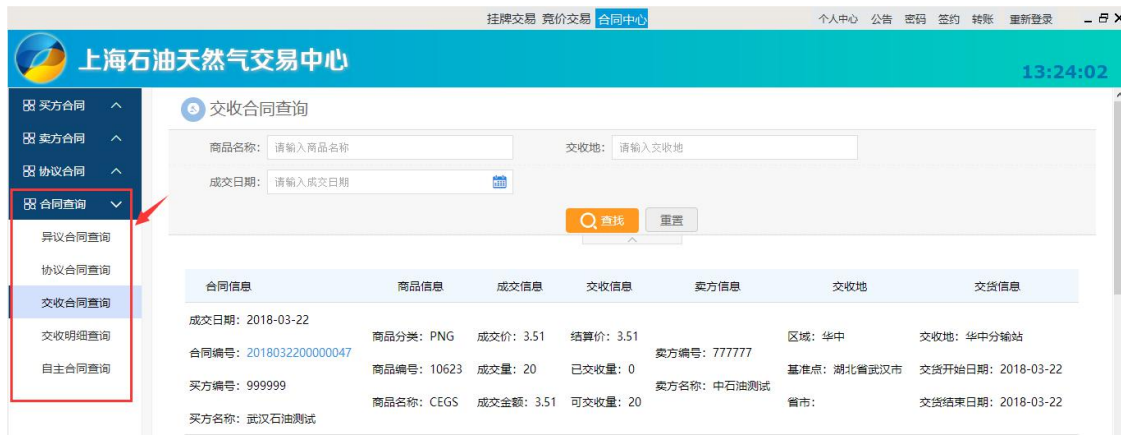 挂牌交易 竞价交易 合同中心 个人中心 公告 密码 签约 转账 重新登录
上海石油天然气交易中心
13:24:02
买方合同
卖方合同
协议合同
合同查询
异议合同查询
协议合同查询
交收合同查询
交收明细查询
自主合同查询
交收合同查询
商品名称： 请输入商品名称 交收地： 请输入交收地
成交日期： 请输入成交日期
查找 重置
合同信息 商品信息 成交信息 交收信息 卖方信息 交收地 交货信息
成交日期：2018-03-22
合同编号：2018032200000047
买方编号：999999
买方名称：武汉石油测试
商品分类：PNG
商品编号：10623
商品名称：CEGS
成交价：3.51
成交量：20
成交金额：3.51
结算价：3.51
已交收量：0
可交收量：20
卖方编号：777777
卖方名称：中石油测试
区域：华中
基准点：湖北省武汉市
省市：
交收地：华中分输站
交货开始日期：2018-03-22
交货结束日期：2018-03-22